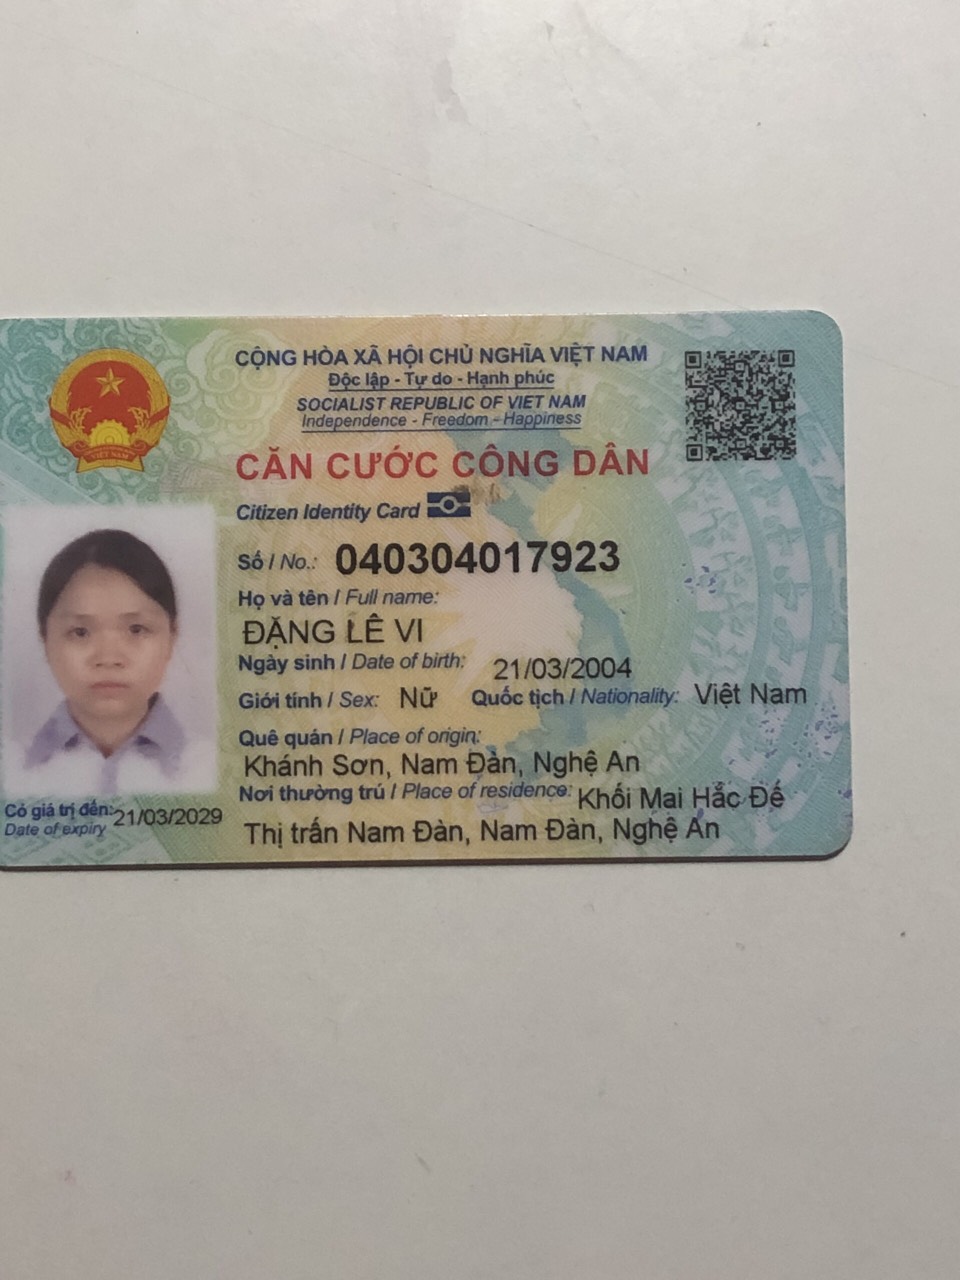 CỘNG HÒA XÃ HỘI CHỦ NGHĨA VIỆT NAM
Độc lập - Tự do - Hạnh phúc
SOCIALIST REPUBLIC OF VIET NAM
Independence - Freedom - Happiness
CĂN CƯỚC CÔNG DÂN
Citizen Identity Card
Số / No.: 040304017923
Họ và tên / Full name:
ĐẶNG LÊ VI
Ngày sinh / Date of birth: 21/03/2004
Giới tính / Sex: Nữ Quốc tịch / Nationality: Việt Nam
Quê quán / Place of origin:
Khánh Sơn, Nam Đàn, Nghệ An
Nơi thường trú / Place of residence: Khối Mai Hắc Đế
Thị trấn Nam Đàn, Nam Đàn, Nghệ An
Có giá trị đến: 21/03/2029
Date of expiry
VIỆT NAM